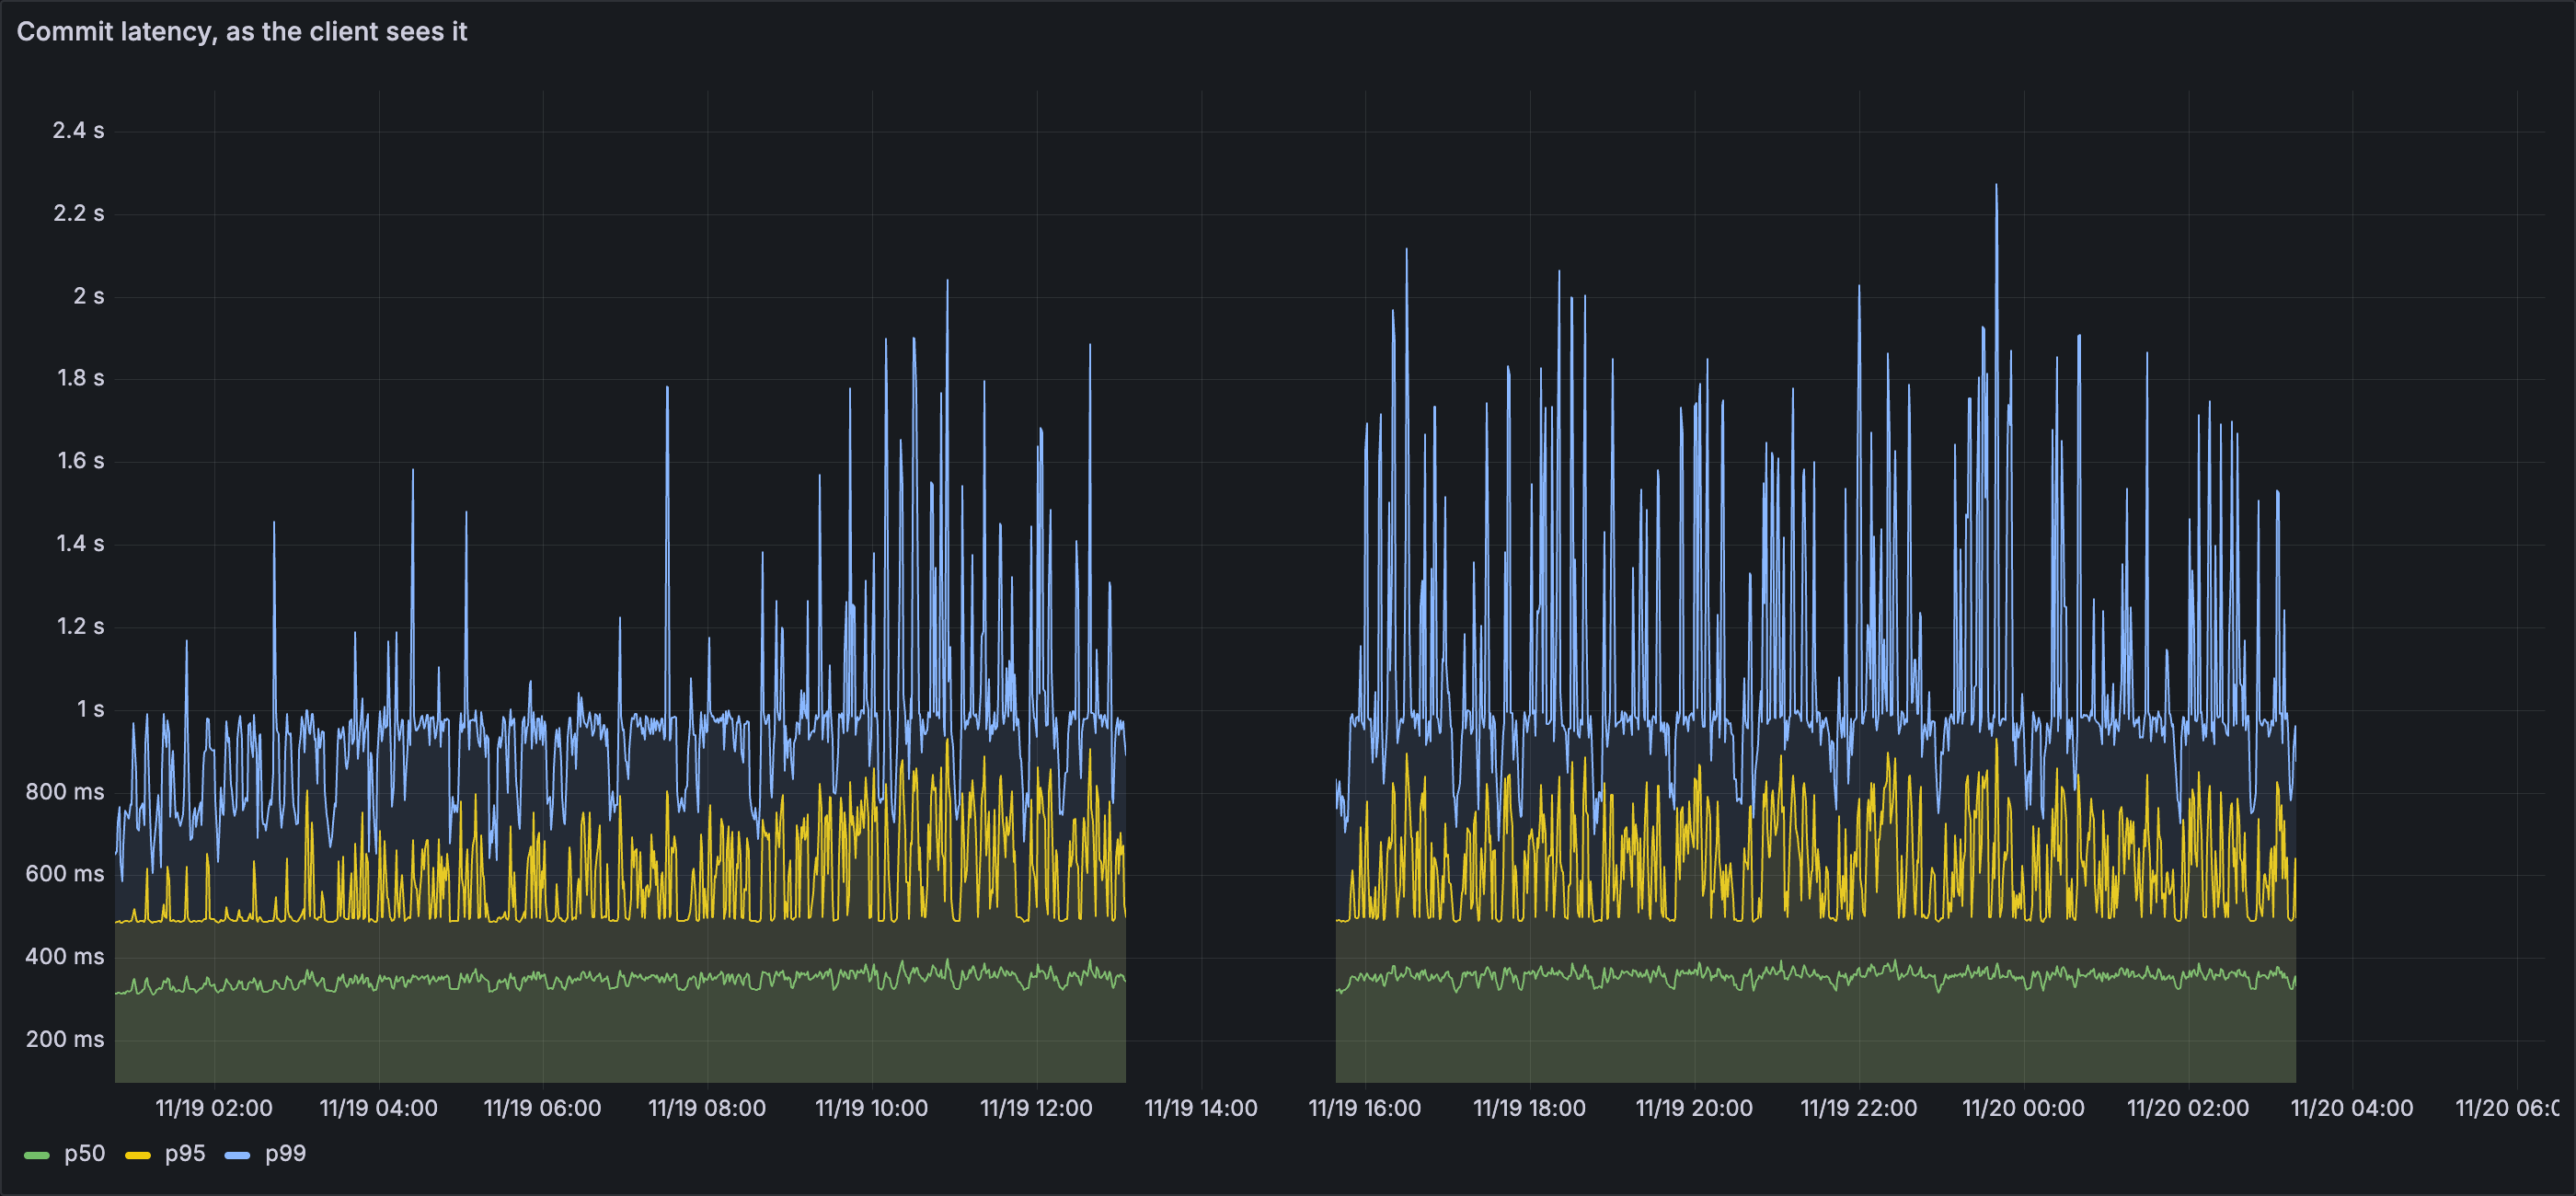 Commit latency, as the client sees it
2.4 s
2.2 s
2 s
1.8 s
1.6 s
1.4 s
1.2 s
1 s
800 ms
600 ms
400 ms
200 ms
11/19 02:00 11/19 04:00 11/19 06:00 11/19 08:00 11/19 10:00 11/19 12:00 11/19 14:00 11/19 16:00 11/19 18:00 11/19 20:00 11/19 22:00 11/20 00:00 11/20 02:00 11/20 04:00 11/20 06:0
p50 p95 p99